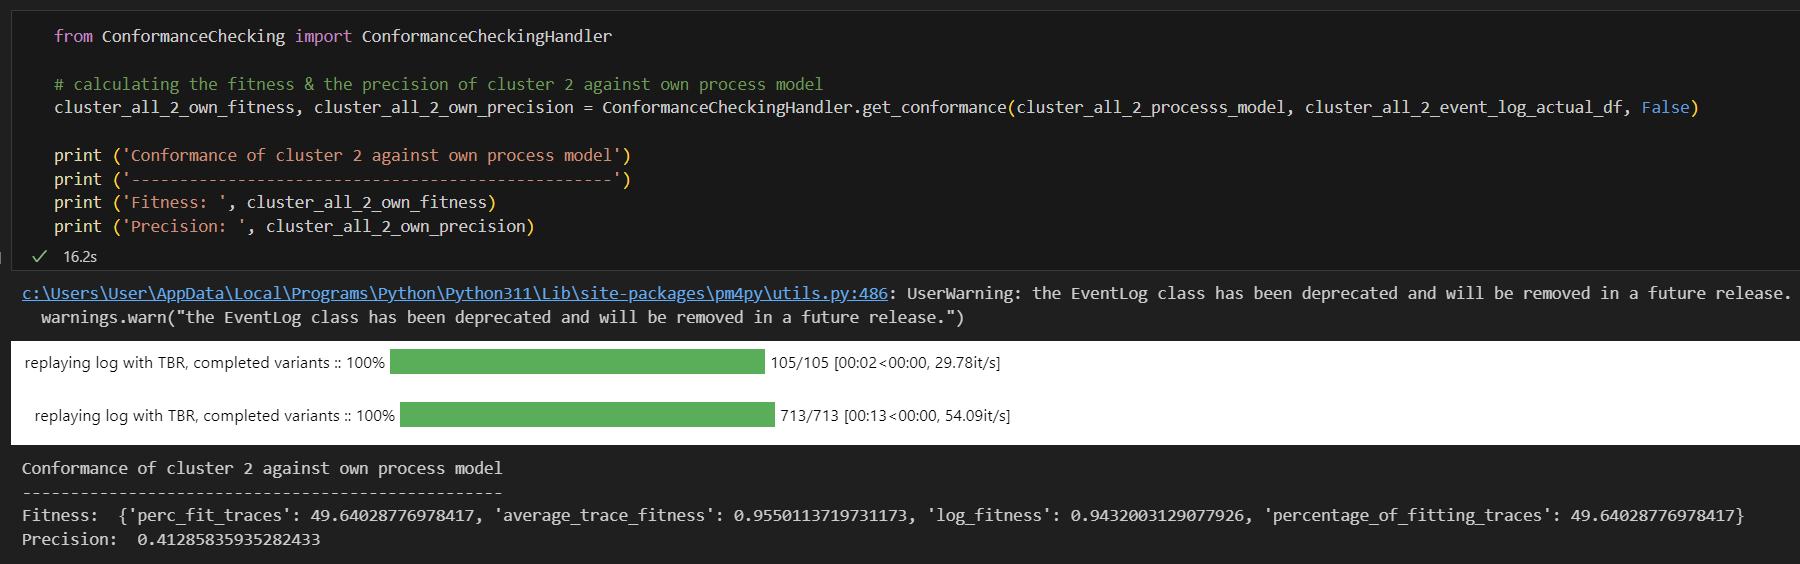 from ConformanceChecking import ConformanceCheckingHandler
# calculating the fitness & the precision of cluster 2 against own process model
cluster_all_2_own_fitness, cluster_all_2_own_precision = ConformanceCheckingHandler.get_conformance(cluster_all_2_processs_model, cluster_all_2_event_log_actual_df, False)
print ('Conformance of cluster 2 against own process model')
print ('--------------------------------------------------')
print ('Fitness: ', cluster_all_2_own_fitness)
print ('Precision: ', cluster_all_2_own_precision)
16.2s
c:\Users\User\AppData\Local\Programs\Python\Python311\Lib\site-packages\pm4py\utils.py:486: UserWarning: the EventLog class has been deprecated and will be removed in a future release.
warnings.warn("the EventLog class has been deprecated and will be removed in a future release.")
replaying log with TBR, completed variants :: 100% 105/105 [00:02<00:00, 29.78it/s]
replaying log with TBR, completed variants :: 100% 713/713 [00:13<00:00, 54.09it/s]
Conformance of cluster 2 against own process model
--------------------------------------------------
Fitness:  {'perc_fit_traces': 49.64028776978417, 'average_trace_fitness': 0.9550113719731173, 'log_fitness': 0.9432003129077926, 'percentage_of_fitting_traces': 49.64028776978417}
Precision:  0.41285835935282433